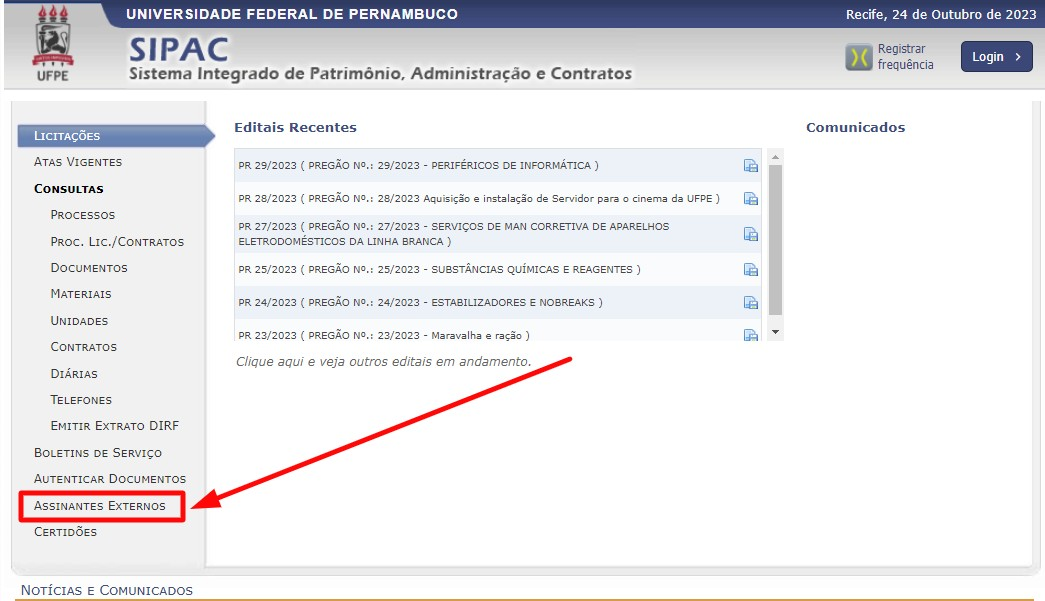 UNIVERSIDADE FEDERAL DE PERNAMBUCO
Recife, 24 de Outubro de 2023
UFPE
SIPAC
Sistema Integrado de Patrimônio, Administração e Contratos
Registrar
frequência
Login
LICITAÇÕES
ATAS VIGENTES
CONSULTAS
PROCESSOS
PROC. LIC./CONTRATOS
DOCUMENTOS
MATERIAIS
UNIDADES
CONTRATOS
DIÁRIAS
TELEFONES
EMITIR EXTRATO DIRF
BOLETINS DE SERVIÇO
AUTENTICAR DOCUMENTOS
ASSINANTES EXTERNOS
CERTIDÕES
Editais Recentes
PR 29/2023 ( PREGÃO Nº.: 29/2023 - PERIFÉRICOS DE INFORMÁTICA )
PR 28/2023 ( PREGÃO Nº.: 28/2023 Aquisição e instalação de Servidor para o cinema da UFPE )
PR 27/2023 ( PREGÃO Nº.: 27/2023 - SERVIÇOS DE MAN CORRETIVA DE APARELHOS
ELETRODOMÉSTICOS DA LINHA BRANCA )
PR 25/2023 ( PREGÃO Nº.: 25/2023 - SUBSTÂNCIAS QUÍMICAS E REAGENTES )
PR 24/2023 ( PREGÃO Nº.: 24/2023 - ESTABILIZADORES E NOBREAKS )
PR 23/2023 ( PREGÃO Nº.: 23/2023 - Maravalha e ração )
Clique aqui e veja outros editais em andamento.
Comunicados
NOTÍCIAS E COMUNICADOS